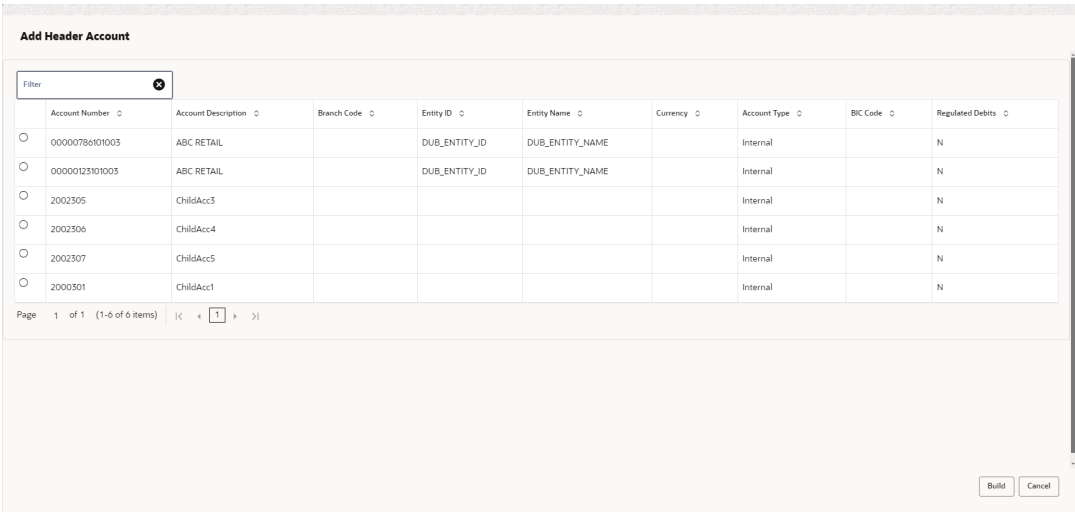 Add Header Account
Filter
Account Number Account Description Branch Code Entity ID Entity Name Currency Account Type BIC Code Regulated Debits
00000786101003 ABC RETAIL DUB_ENTITY_ID DUB_ENTITY_NAME Internal N
00000123101003 ABC RETAIL DUB_ENTITY_ID DUB_ENTITY_NAME Internal N
2002305 ChildAcc3 Internal N
2002306 ChildAcc4 Internal N
2002307 ChildAcc5 Internal N
2000301 ChildAcc1 Internal N
Page 1 of 1 (1-6 of 6 items) 1
Build Cancel